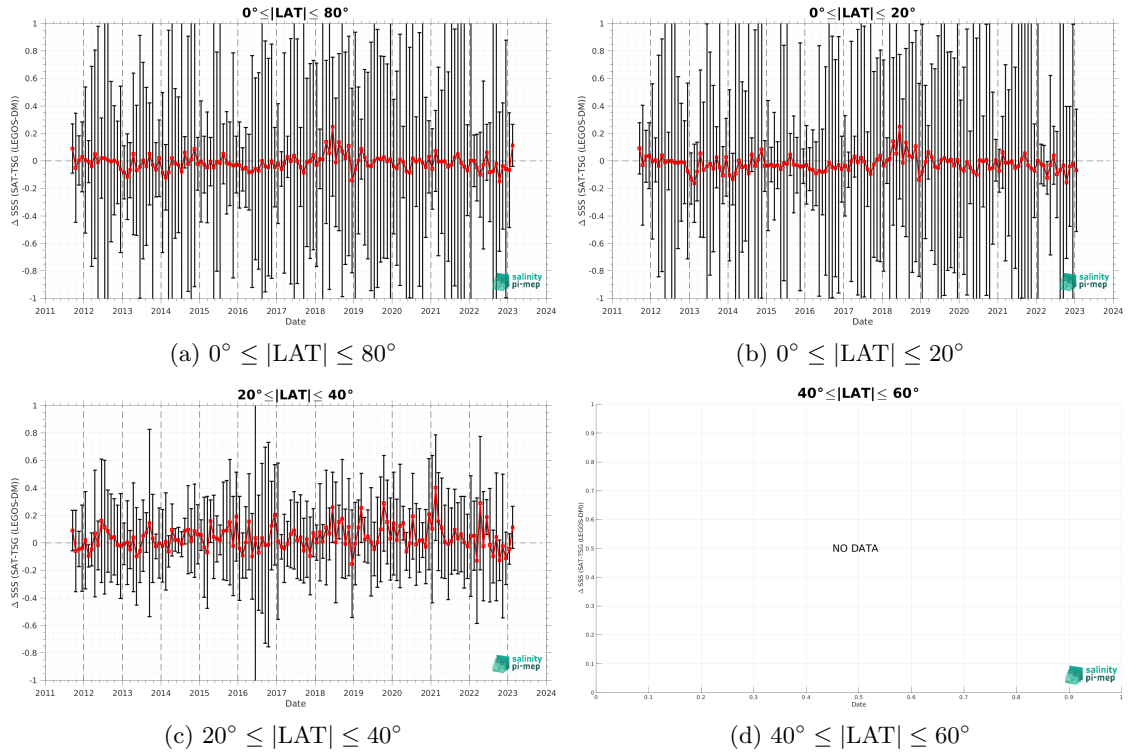 0°≤|LAT|≤ 80°
Δ SSS (SAT-TSG (LEGOS-DM))
1
0.8
0.6
0.4
0.2
0
-0.2
-0.4
-0.6
-0.8
-1
2011 2012 2013 2014 2015 2016 2017 2018 2019 2020 2021 2022 2023 2024
Date
salinity
pi-mep
(a) 0° ≤ |LAT| ≤ 80°
0°≤|LAT|≤ 20°
Δ SSS (SAT-TSG (LEGOS-DM))
1
0.8
0.6
0.4
0.2
0
-0.2
-0.4
-0.6
-0.8
-1
2011 2012 2013 2014 2015 2016 2017 2018 2019 2020 2021 2022 2023 2024
Date
salinity
pi-mep
(b) 0° ≤ |LAT| ≤ 20°
20°≤|LAT|≤ 40°
Δ SSS (SAT-TSG (LEGOS-DM))
1
0.8
0.6
0.4
0.2
0
-0.2
-0.4
-0.6
-0.8
-1
2011 2012 2013 2014 2015 2016 2017 2018 2019 2020 2021 2022 2023 2024
Date
salinity
pi-mep
(c) 20° ≤ |LAT| ≤ 40°
40°≤|LAT|≤ 60°
Δ SSS (SAT-TSG (LEGOS-DM))
1
0.9
0.8
0.7
0.6
0.5
0.4
0.3
0.2
0.1
0
NO DATA
0 0.1 0.2 0.3 0.4 0.5 0.6 0.7 0.8 0.9 1
Date
salinity
pi-mep
(d) 40° ≤ |LAT| ≤ 60°